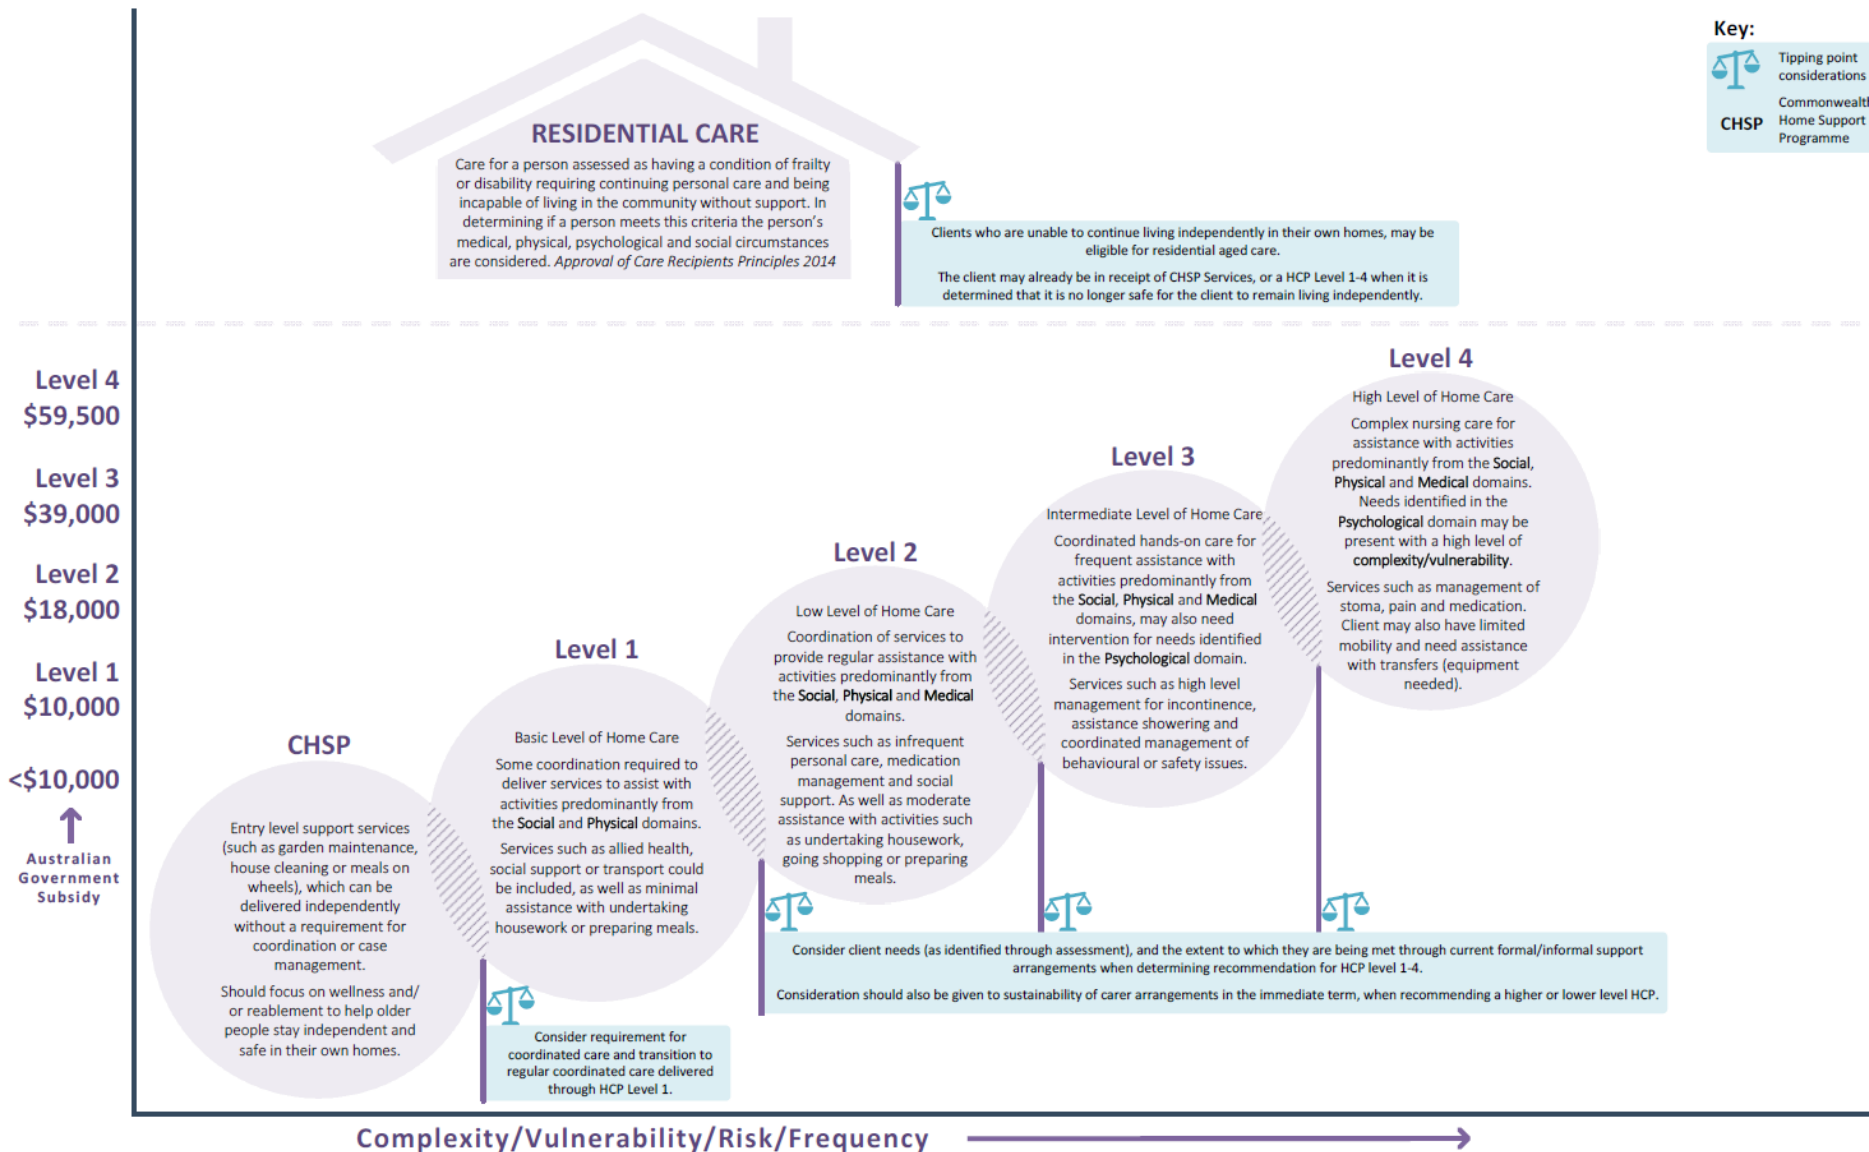 Key:
Tipping point
considerations
CHSP
Commonwealth
Home Support
Programme
RESIDENTIAL CARE
Care for a person assessed as having a condition of frailty
or disability requiring continuing personal care and being
incapable of living in the community without support. In
determining if a person meets this criteria the person's
medical, physical, psychological and social circumstances
are considered. Approval of Care Recipients Principles 2014
Clients who are unable to continue living independently in their own homes, may be
eligible for residential aged care.
The client may already be in receipt of CHSP Services, or a HCP Level 1-4 when it is
determined that it is no longer safe for the client to remain living independently.
Level 4
$59,500
Level 3
$39,000
Level 2
$18,000
Level 1
$10,000
<$10,000
Australian
Government
Subsidy
CHSP
Entry level support services
(such as garden maintenance,
house cleaning or meals on
wheels), which can be
delivered independently
without a requirement for
coordination or case
management.
Should focus on wellness and/
or reablement to help older
people stay independent and
safe in their own homes.
Level 1
Basic Level of Home Care
Some coordination required to
deliver services to assist with
activities predominantly from
the Social and Physical domains.
Services such as allied health,
social support or transport could
be included, as well as minimal
assistance with undertaking
housework or preparing meals.
Level 2
Low Level of Home Care
Coordination of services to
provide regular assistance with
activities predominantly from
the Social, Physical and Medical
domains.
Services such as infrequent
personal care, medication
management and social
support. As well as moderate
assistance with activities such
as undertaking housework,
going shopping or preparing
meals.
Level 3
Intermediate Level of Home Care
Coordinated hands-on care for
frequent assistance with
activities predominantly from
the Social, Physical and Medical
domains, may also need
intervention for needs identified
in the Psychological domain.
Services such as high level
management for incontinence,
assistance showering and
coordinated management of
behavioural or safety issues.
Level 4
High Level of Home Care
Complex nursing care for
assistance with activities
predominantly from the Social,
Physical and Medical domains.
Needs identified in the
Psychological domain may be
present with a high level of
complexity/vulnerability.
Services such as management of
stoma, pain and medication.
Client may also have limited
mobility and need assistance
with transfers (equipment
needed).
Consider requirement for
coordinated care and transition to
regular coordinated care delivered
through HCP Level 1.
Consider client needs (as identified through assessment), and the extent to which they are being met through current formal/informal support
arrangements when determining recommendation for HCP level 1-4.
Consideration should also be given to sustainability of carer arrangements in the immediate term, when recommending a higher or lower level HCP.
Complexity/Vulnerability/Risk/Frequency